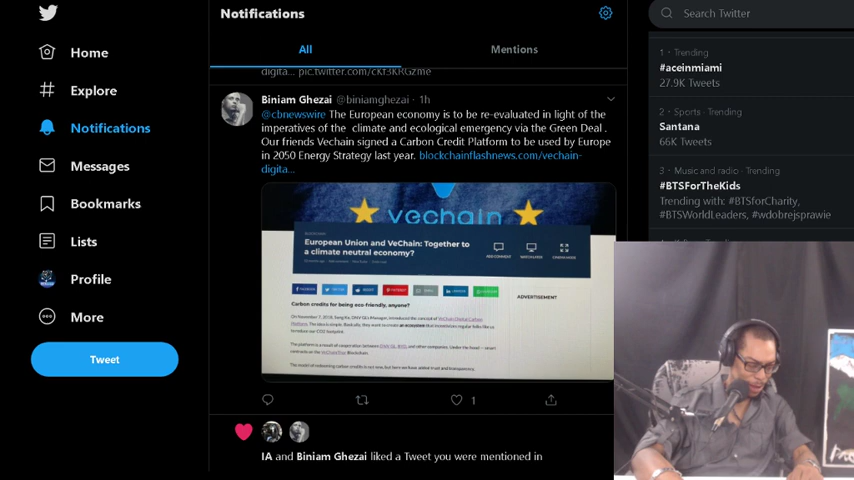 Notifications
Search Twitter
Home
Explore
Notifications
Messages
Bookmarks
Lists
Profile
More
Tweet
All
Mentions
digita... pic.twitter.com/cKf3KRGzme
Biniam Ghezai @biniamghezai · 1h
@cbnewswire The European economy is to be re-evaluated in light of the
imperatives of the climate and ecological emergency via the Green Deal .
Our friends Vechain signed a Carbon Credit Platform to be used by Europe
in 2050 Energy Strategy last year. blockchainflashnews.com/vechain-
digita...
vechain
European Union and VeChain: Together to
a climate neutral economy?
ADVERTISEMENT
Carbon credits for being eco-friendly, anyone?
1
IA and Biniam Ghezai liked a Tweet you were mentioned in
1 · Trending
#aceinmiami
27.9K Tweets
2 · Sports · Trending
Santana
66K Tweets
3 · Music and radio · Trending
#BTSForTheKids
Trending with: #BTSforCharity,
#BTSWorldLeaders, #wdobrejsprawie